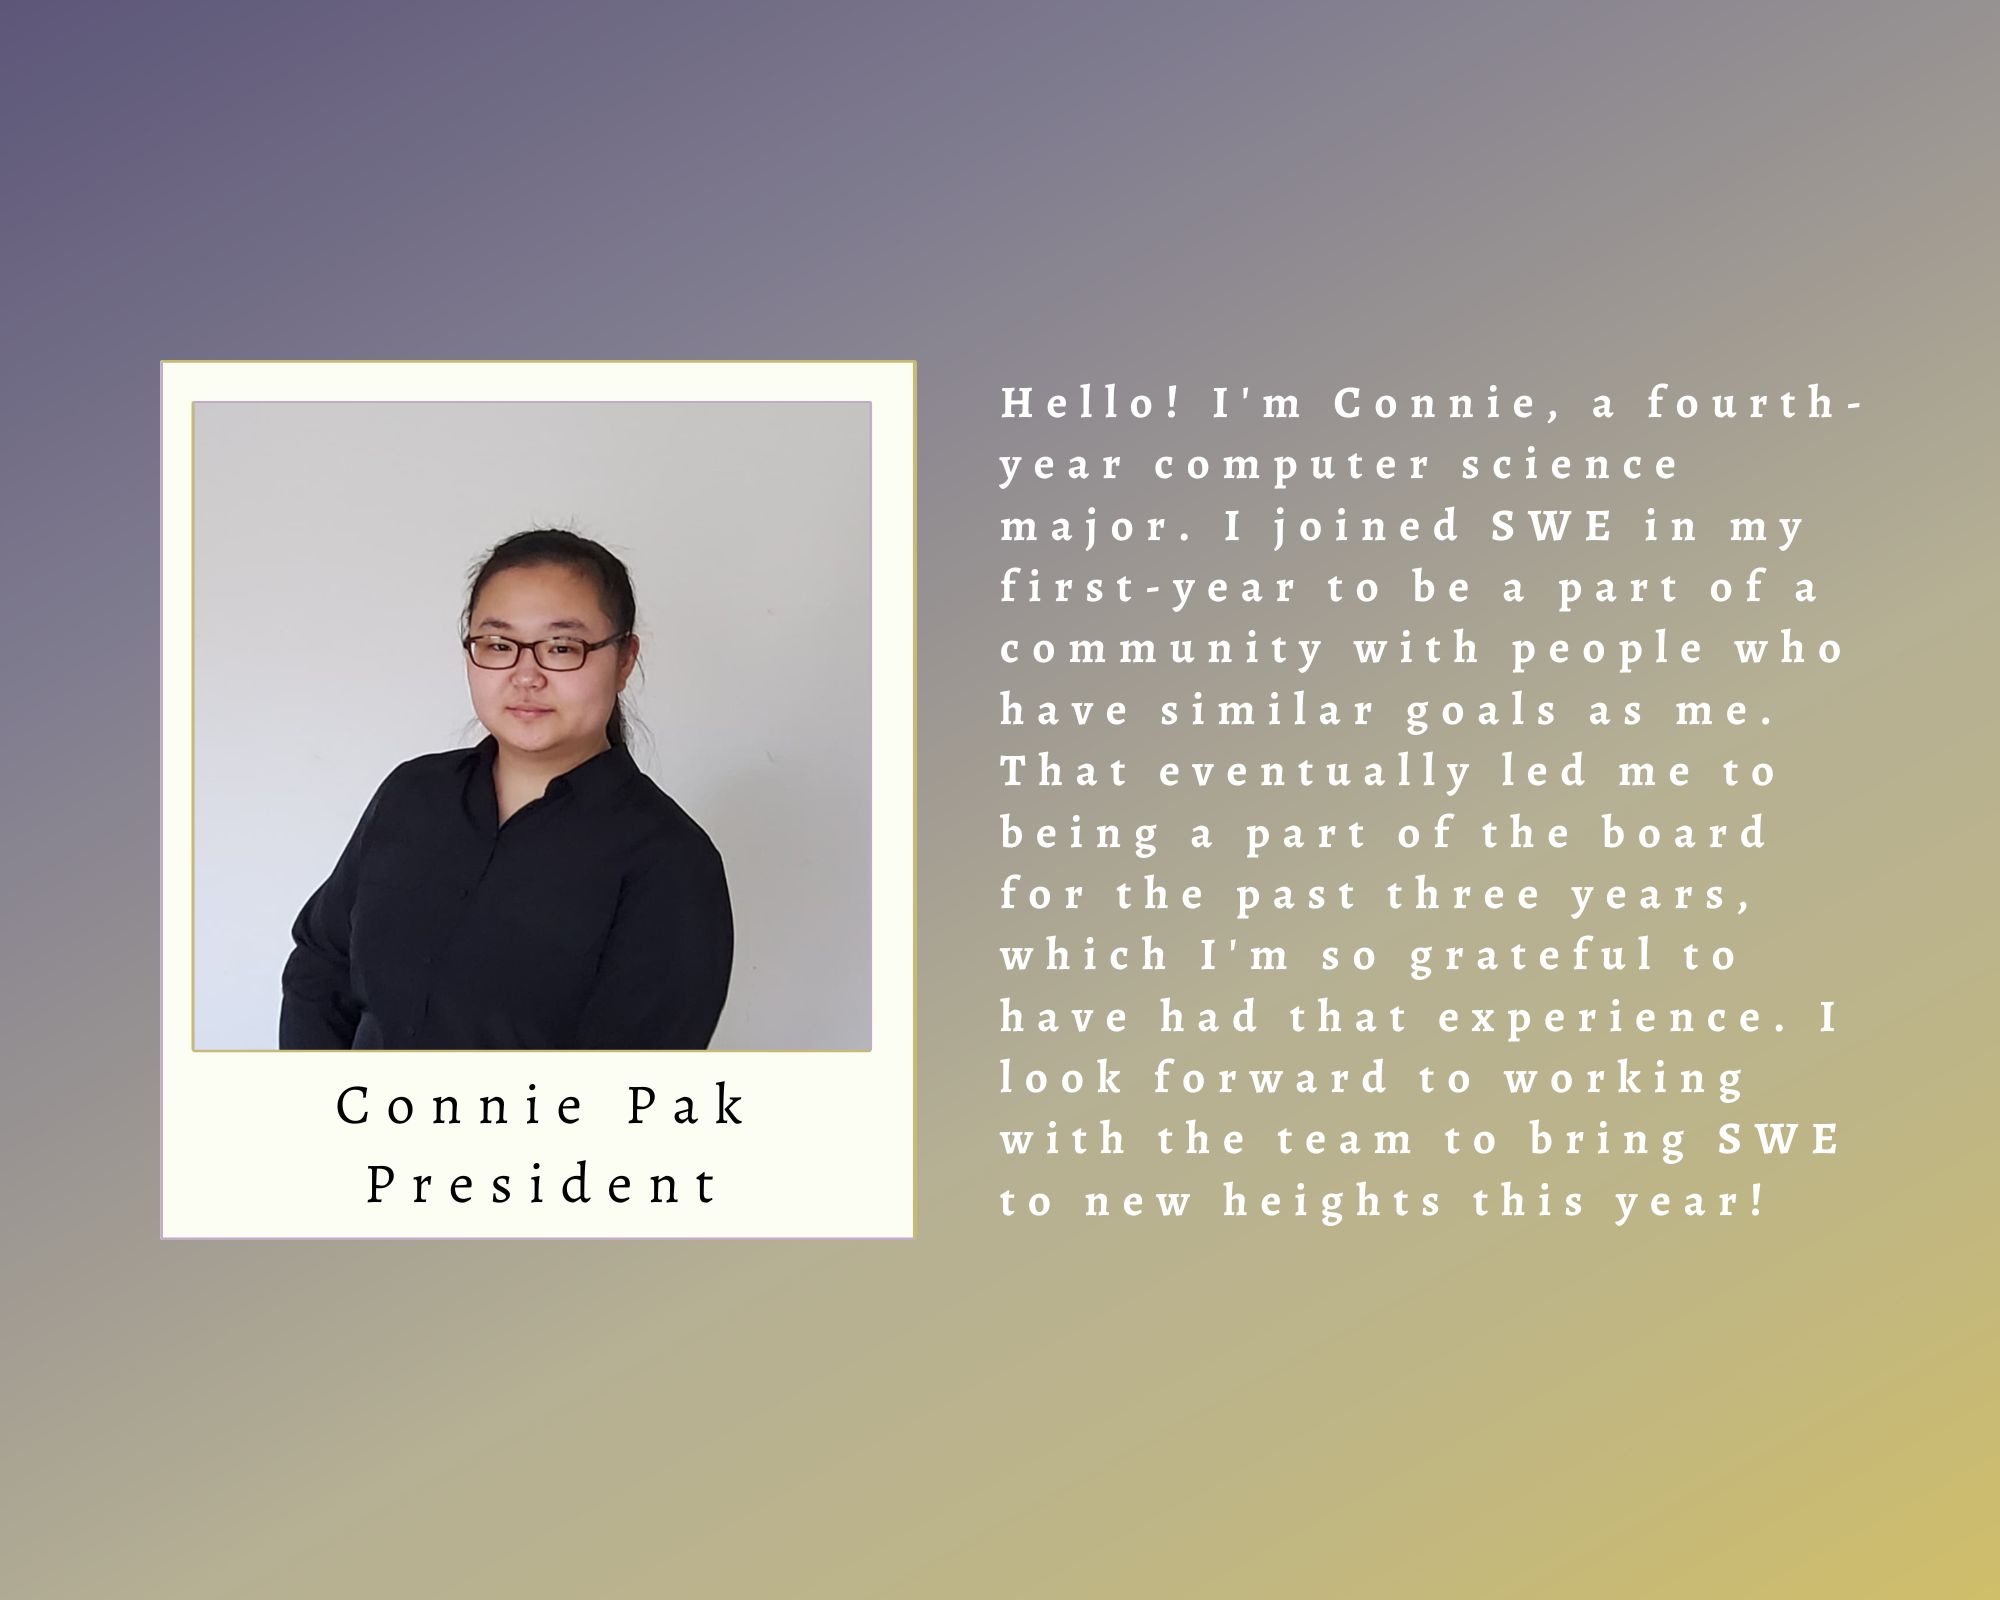 Connie Pak
President
Hello! I'm Connie, a fourth-
year computer science
major. I joined SWE in my
first-year to be a part of a
community with people who
have similar goals as me.
That eventually led me to
being a part of the board
for the past three years,
which I'm so grateful to
have had that experience. I
look forward to working
with the team to bring SWE
to new heights this year!